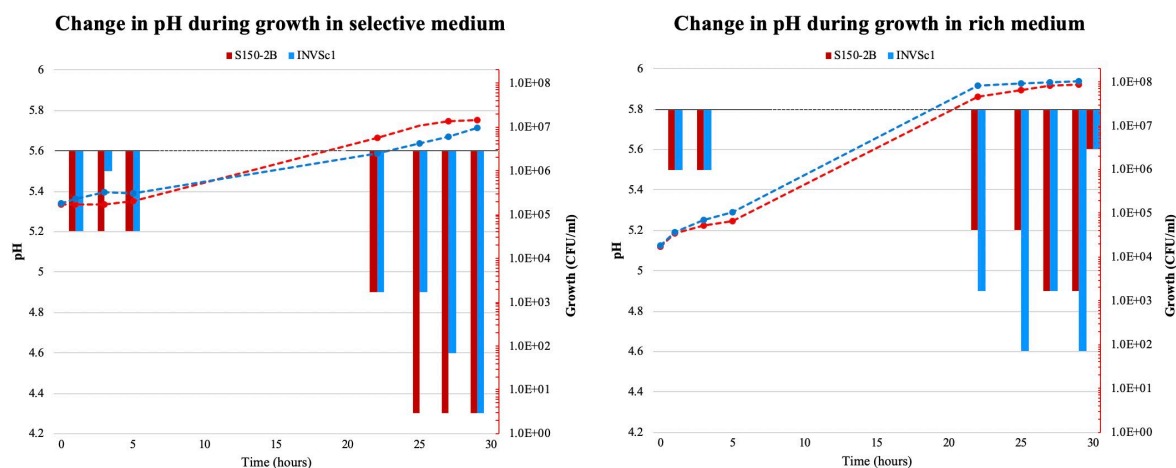 Change in pH during growth in selective medium
S150-2B INVSc1
6
5.8
5.6
5.4
5.2
5
4.8
4.6
4.4
4.2
pH
1.0E+08
1.0E+07
1.0E+06
1.0E+05
1.0E+04
1.0E+03
1.0E+02
1.0E+01
1.0E+00
Growth (CFU/ml)
0 5 10 15 20 25 30
Time (hours)
Change in pH during growth in rich medium
S150-2B INVSc1
6
5.8
5.6
5.4
5.2
5
4.8
4.6
4.4
4.2
pH
1.0E+08
1.0E+07
1.0E+06
1.0E+05
1.0E+04
1.0E+03
1.0E+02
1.0E+01
1.0E+00
Growth (CFU/ml)
0 5 10 15 20 25 30
Time (hours)